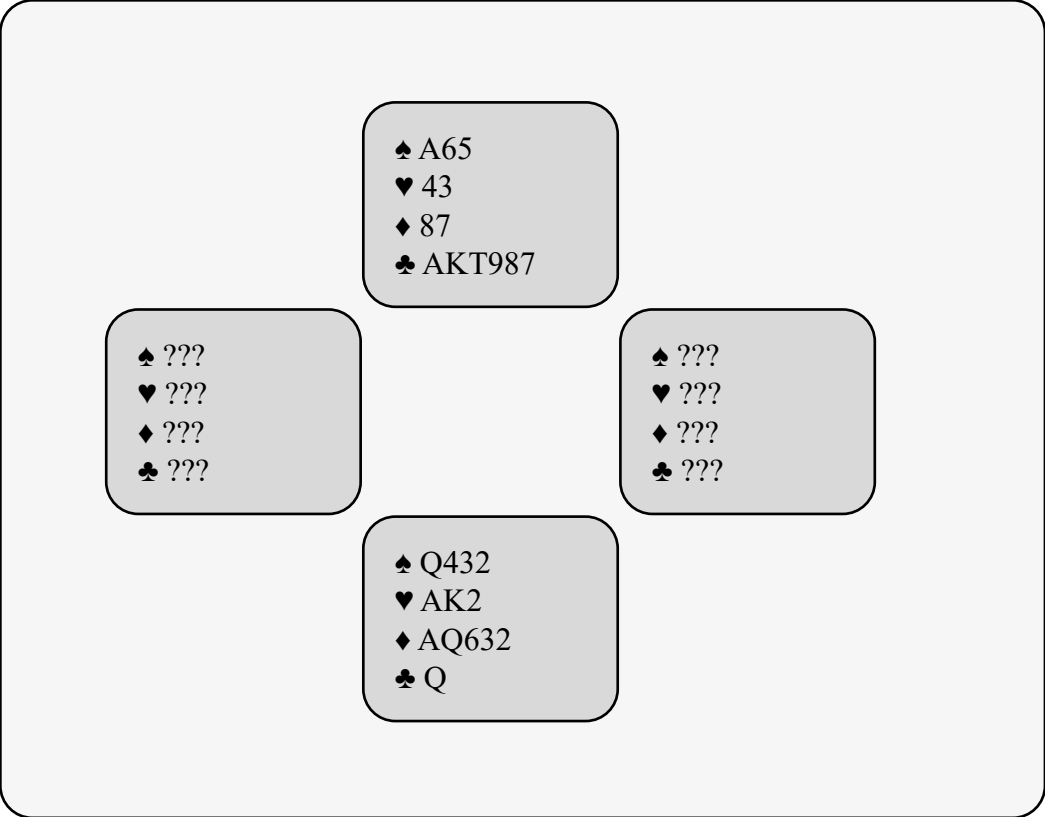 ♠ A65
♥ 43
♦ 87
♣ AKT987
♠ ???
♥ ???
♦ ???
♣ ???
♠ ???
♥ ???
♦ ???
♣ ???
♠ Q432
♥ AK2
♦ AQ632
♣ Q